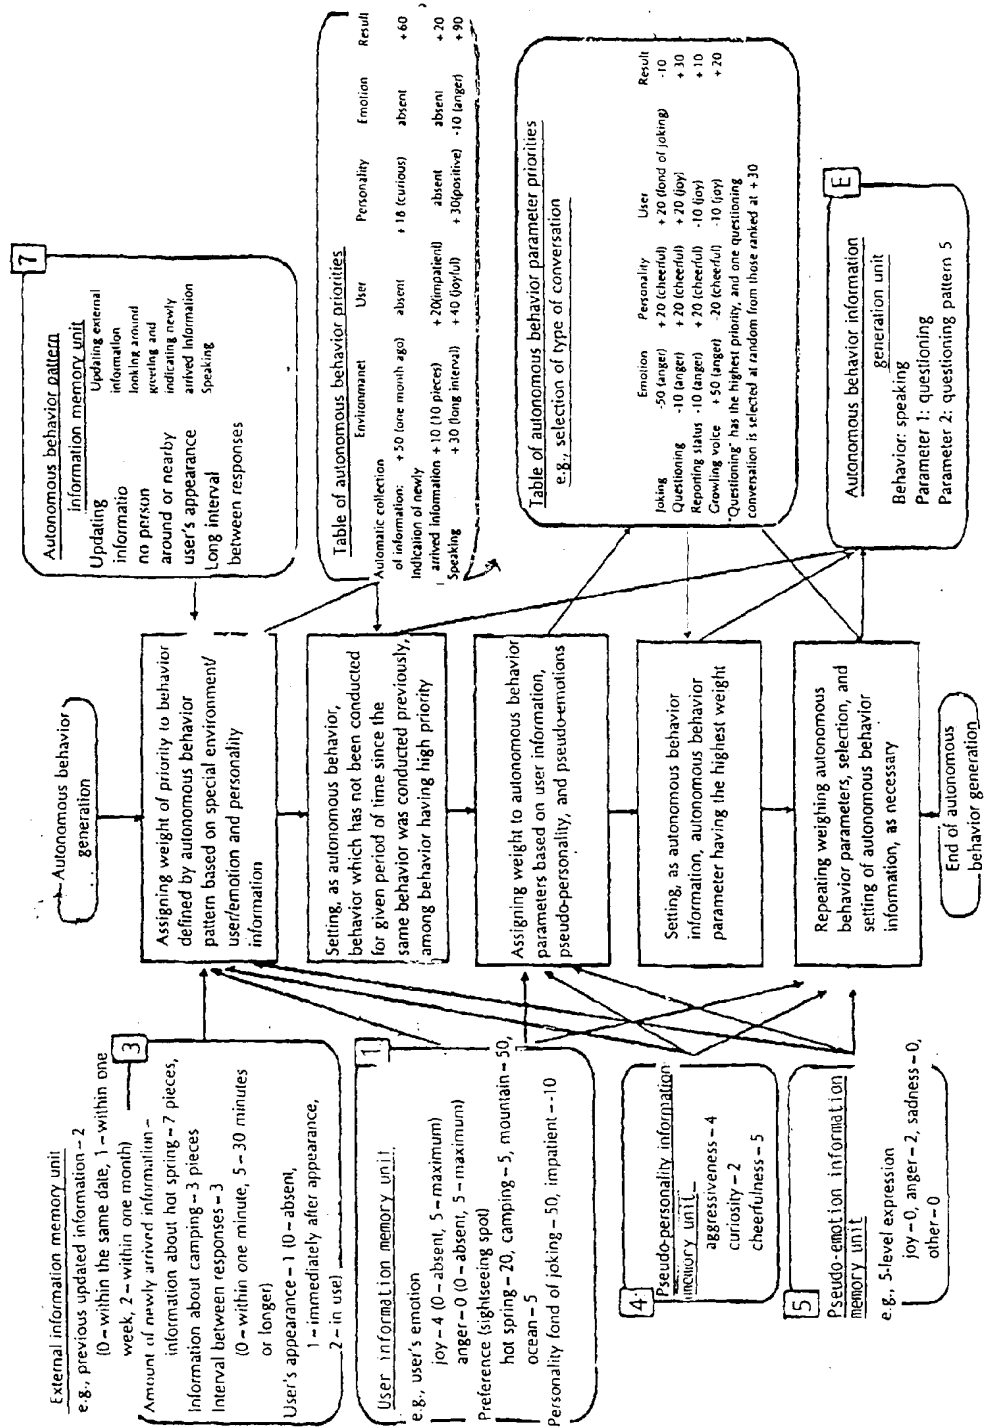 Autonomous behavior
generation
Assigning weight of priority to behavior
defined by autonomous behavior
pattern based on special environment/
user/emotion and personality
information
Setting, as autonomous behavior,
behavior which has not been conducted
for given period of time since the
same behavior was conducted previously,
among behavior having high priority
Assigning weight to autonomous behavior
parameters based on user information,
pseudo-personality, and pseudo-emotions
Setting, as autonomous behavior
information, autonomous behavior
parameter having the highest weight
Repeating weighing autonomous
behavior parameters, selection, and
setting of autonomous behavior
information, as necessary
End of autonomous
behavior generation
External information memory unit
e.g., previous updated information – 2
(0 – within the same date, 1 – within one
week, 2 – within one month)
3
Amount of newly arrived information –
information about hot spring – 7 pieces,
Information about camping – 3 pieces
Interval between responses – 3
(0 – within one minute, 5 – 30 minutes
or longer)
User's appearance – 1 (0 – absent,
1 – immediately after appearance,
2 – in use)
1
User information memory unit
e.g., user's emotion
joy – 4 (0 – absent, 5 – maximum)
anger – 0 (0 – absent, 5 – maximum)
Preference (sightseeing spot)
hot spring – 20, camping – 5, mountain – 50,
ocean – 5
Personality fond of joking – 50, impatient – -10
4
Pseudo-personality information
memory unit
aggressiveness – 4
curiosity – 2
cheerfulness – 5
5
Pseudo-emotion information
memory unit
e.g., 5-level expression
joy – 0, anger – 2, sadness – 0,
other – 0
7
Autonomous behavior pattern
information memory unit
Updating
informatio
no person
around or nearby
user's appearance
Long interval
between responses
Updating external
information
looking around
greeting and
indicating newly
arrived Information
Speaking
Table of autonomous behavior priorities
Environmanet User Personality Emotion Result
Automatic collection
of information: + 50 (one month ago) absent + 18 (curious) absent + 60
Indication of newly
arrived information + 10 (10 pieces) + 20(impatient) absent absent + 20
Speaking + 30 (long interval) + 40 (joyful) + 30(positive) -10 (anger) + 90
Table of autonomous behavior parameter priorities
e.g., selection of type of conversation
Emotion Personality User Result
Joking -50 (anger) + 20 (cheerful) + 20 (fond of joking) -10
Questioning -10 (anger) + 20 (cheerful) + 20 (joy) + 30
Reporting status -10 (anger) + 20 (cheerful) -10 (joy) + 10
Growling voice + 50 (anger) -20 (cheerful) -10 (joy) + 20
"Questioning" has the highest priority, and one questioning
conversation is selected at random from those ranked at + 30
E
Autonomous behavior information
generation unit
Behavior: speaking
Parameter 1: questioning
Parameter 2: questioning pattern 5